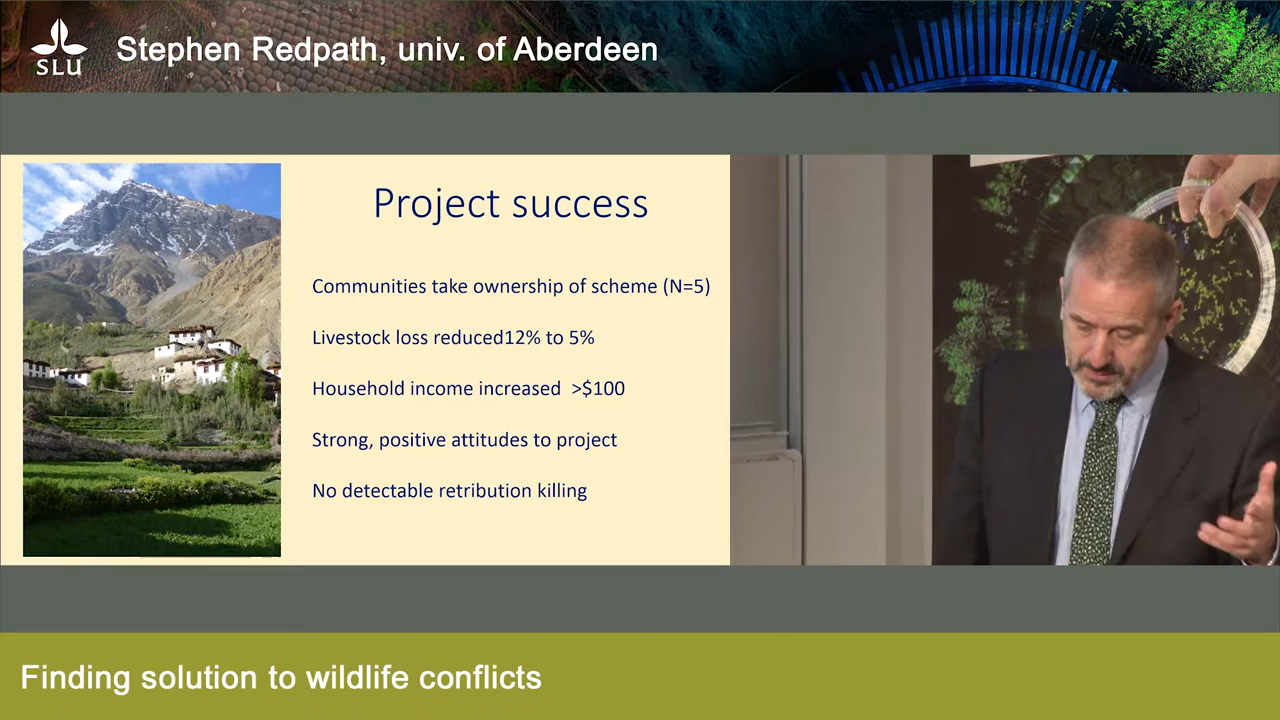 SLU
Stephen Redpath, univ. of Aberdeen
Project success
Communities take ownership of scheme (N=5)
Livestock loss reduced12% to 5%
Household income increased >$100
Strong, positive attitudes to project
No detectable retribution killing
Finding solution to wildlife conflicts